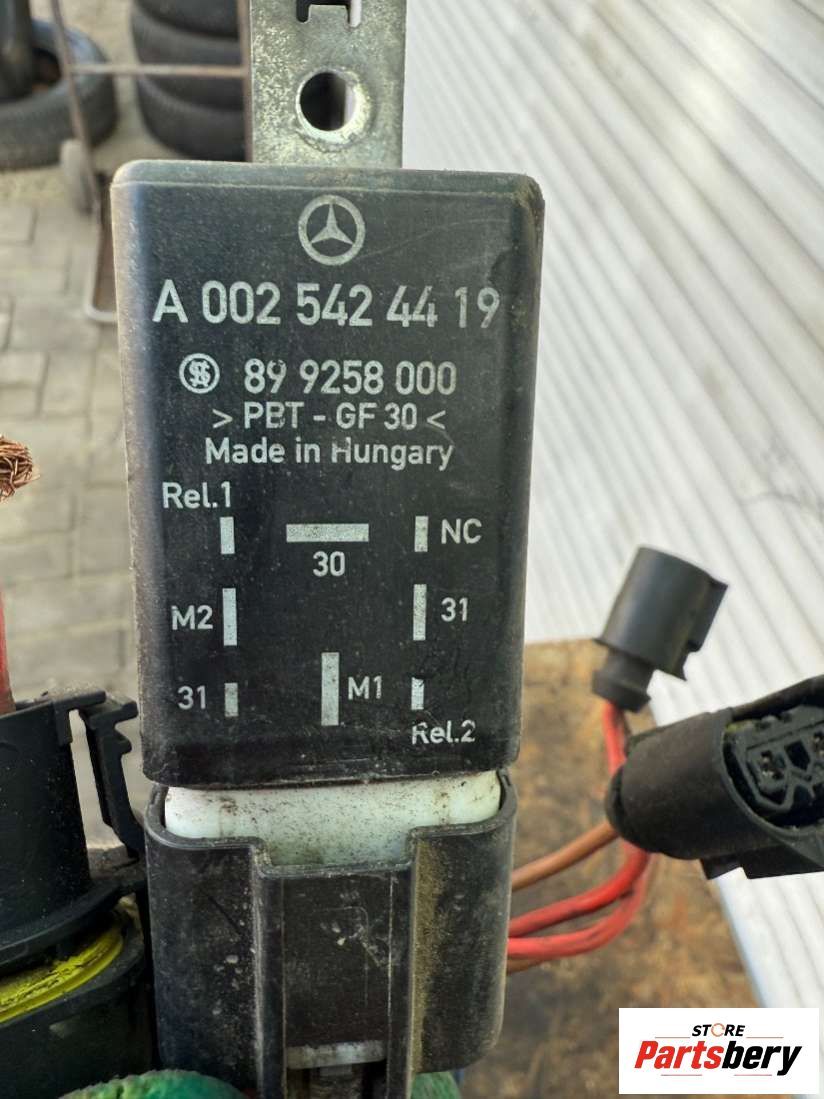 A 002 542 44 19
89 9258 000
> PBT - GF 30 <
Made in Hungary
Rel.1
NC
30
M2
31
31
M1
Rel.2
STORE
Partsbery